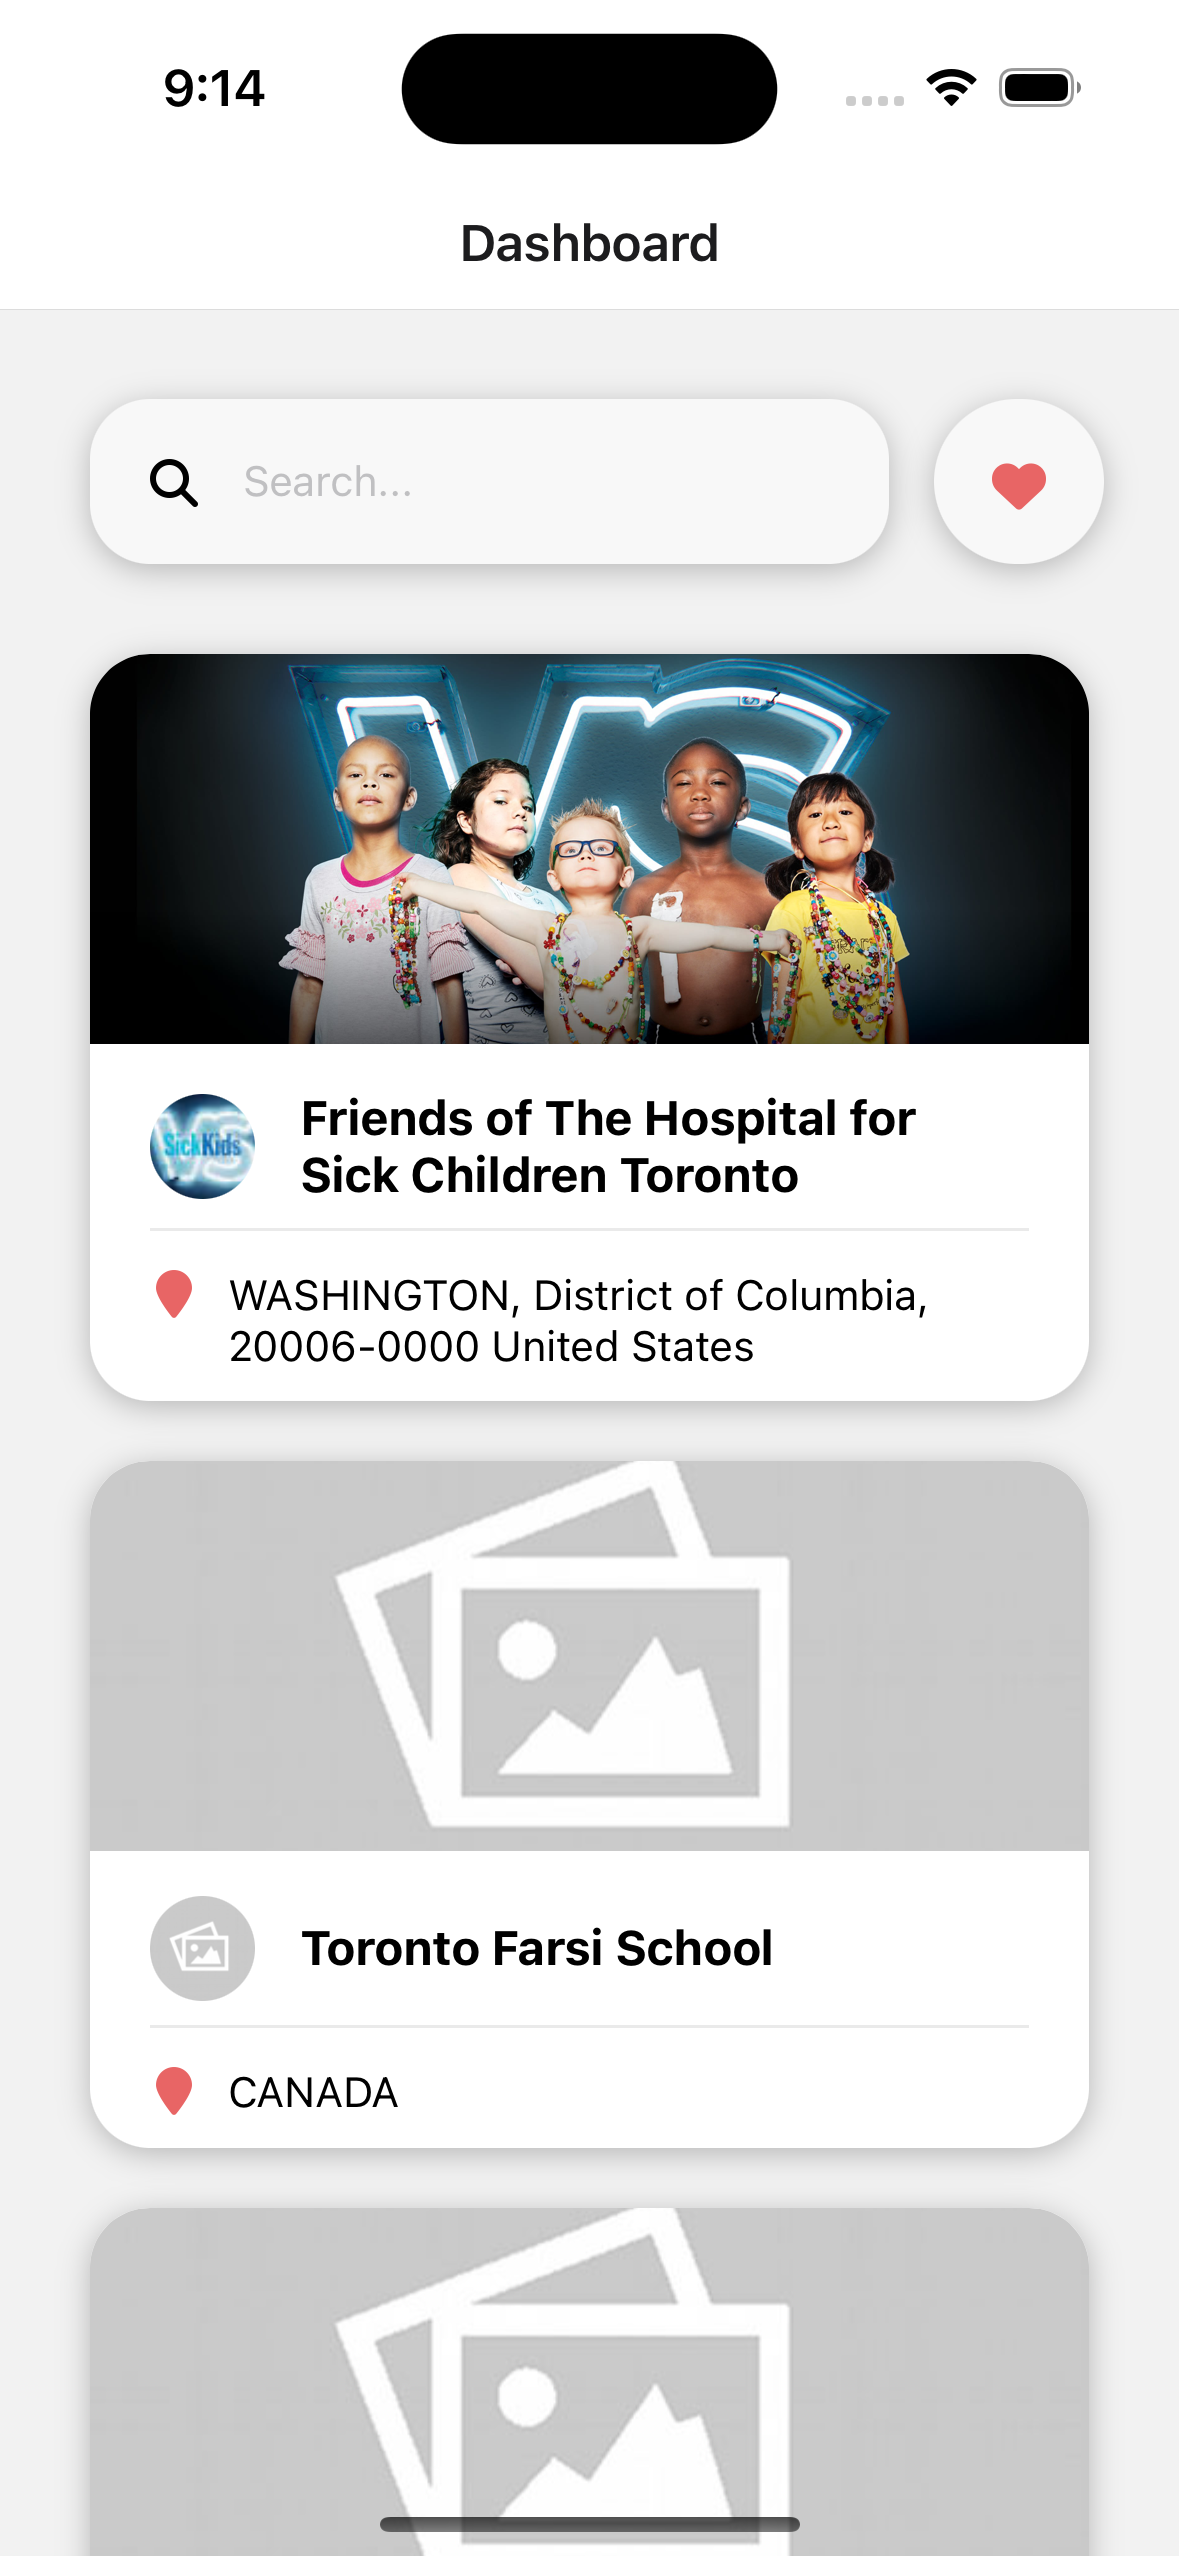 9:14
Dashboard
Search...
VS
SickKids
Friends of The Hospital for
Sick Children Toronto
WASHINGTON, District of Columbia,
20006-0000 United States
Toronto Farsi School
CANADA